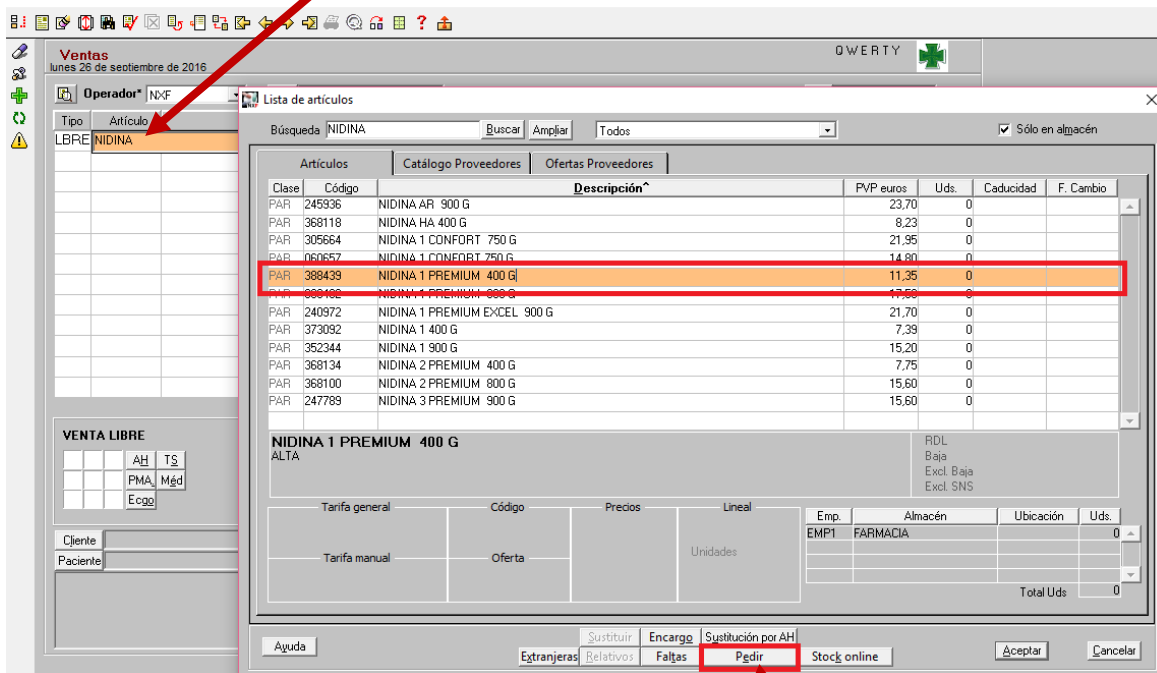 Ventas
QWERTY
lunes 26 de septiembre de 2016
Operador* NXF
Tipo Artículo
LBRE NIDINA
Lista de artículos
Búsqueda NIDINA Buscar Ampliar Todos Sólo en almacén
Artículos Catálogo Proveedores Ofertas Proveedores
Clase Código Descripción^ PVP euros Uds. Caducidad F. Cambio
PAR 245936 NIDINA AR 900 G 23,70 0
PAR 368118 NIDINA HA 400 G 8,23 0
PAR 305664 NIDINA 1 CONFORT 750 G 21,95 0
PAR 060657 NIDINA 1 CONFORT 750 G 14,80 0
PAR 388439 NIDINA 1 PREMIUM 400 G 11,35 0
NIDINA 1 PREMIUM
PAR 240972 NIDINA 1 PREMIUM EXCEL 900 G 21,70 0
PAR 373092 NIDINA 1 400 G 7,39 0
PAR 352344 NIDINA 1 900 G 15,20 0
PAR 368134 NIDINA 2 PREMIUM 400 G 7,75 0
PAR 368100 NIDINA 2 PREMIUM 800 G 15,60 0
PAR 247789 NIDINA 3 PREMIUM 900 G 15,60 0
NIDINA 1 PREMIUM 400 G
ALTA
RDL
Baja
Excl. Baja
Excl. SNS
Tarifa general Código Precios Lineal
Tarifa manual Oferta Unidades
Emp. Almacén Ubicación Uds.
EMP1 FARMACIA 0
Total Uds 0
VENTA LIBRE
AH TS
PMA. Méd
Ecgo
Cliente
Paciente
Ayuda
Sustituir Encargo Sustitución por AH
Extranjeras Relativos Faltas Pedir Stock online
Aceptar Cancelar